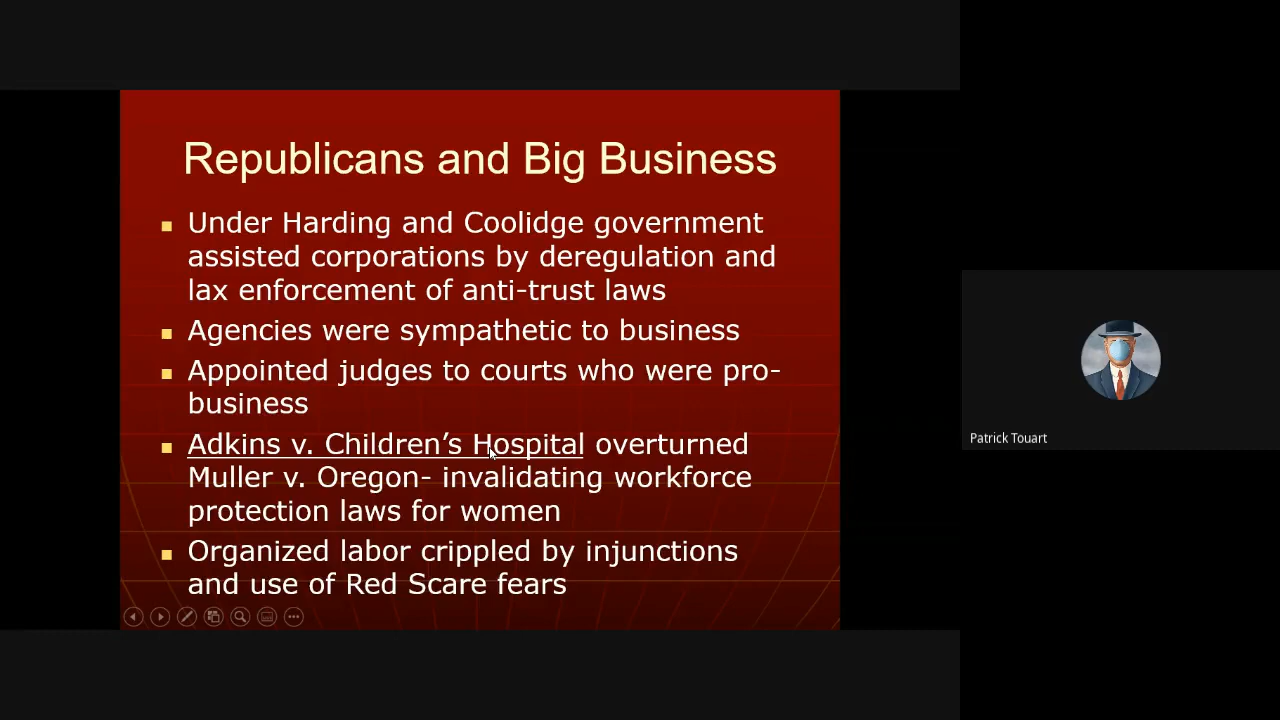 Republicans and Big Business
Under Harding and Coolidge government
assisted corporations by deregulation and
lax enforcement of anti-trust laws
Agencies were sympathetic to business
Appointed judges to courts who were pro-
business
Adkins v. Children’s Hospital overturned
Muller v. Oregon- invalidating workforce
protection laws for women
Organized labor crippled by injunctions
and use of Red Scare fears
Patrick Touart